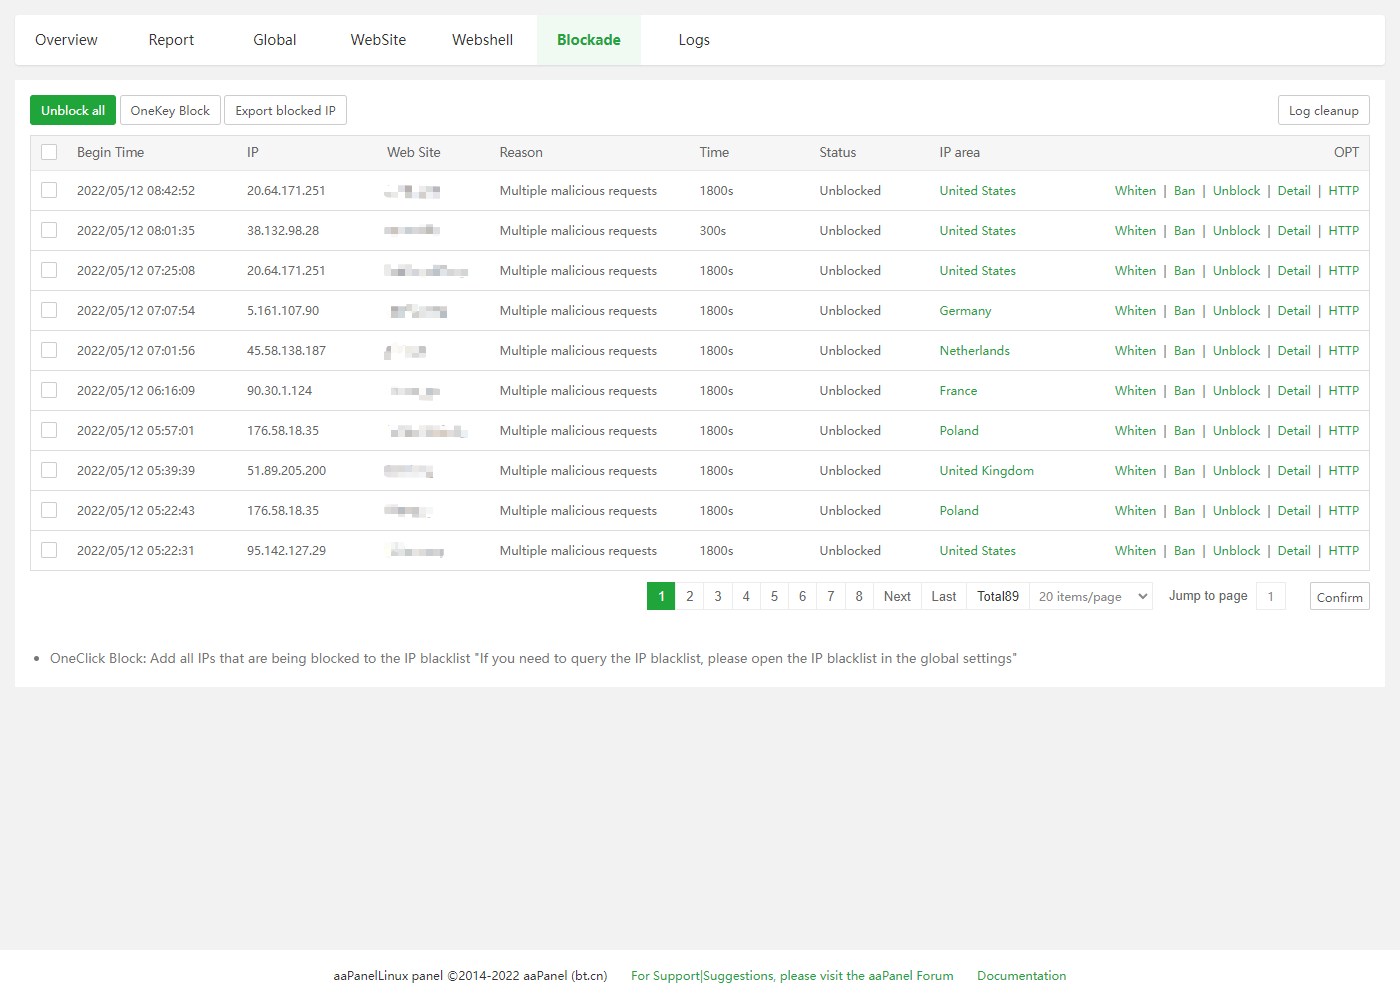 Overview Report Global WebSite Webshell Blockade Logs
Unblock all OneKey Block Export blocked IP Log cleanup
Begin Time IP Web Site Reason Time Status IP area OPT
2022/05/12 08:42:52 20.64.171.251 Multiple malicious requests 1800s Unblocked United States Whiten | Ban | Unblock | Detail | HTTP
2022/05/12 08:01:35 38.132.98.28 Multiple malicious requests 300s Unblocked United States Whiten | Ban | Unblock | Detail | HTTP
2022/05/12 07:25:08 20.64.171.251 Multiple malicious requests 1800s Unblocked United States Whiten | Ban | Unblock | Detail | HTTP
2022/05/12 07:07:54 5.161.107.90 Multiple malicious requests 1800s Unblocked Germany Whiten | Ban | Unblock | Detail | HTTP
2022/05/12 07:01:56 45.58.138.187 Multiple malicious requests 1800s Unblocked Netherlands Whiten | Ban | Unblock | Detail | HTTP
2022/05/12 06:16:09 90.30.1.124 Multiple malicious requests 1800s Unblocked France Whiten | Ban | Unblock | Detail | HTTP
2022/05/12 05:57:01 176.58.18.35 Multiple malicious requests 1800s Unblocked Poland Whiten | Ban | Unblock | Detail | HTTP
2022/05/12 05:39:39 51.89.205.200 Multiple malicious requests 1800s Unblocked United Kingdom Whiten | Ban | Unblock | Detail | HTTP
2022/05/12 05:22:43 176.58.18.35 Multiple malicious requests 1800s Unblocked Poland Whiten | Ban | Unblock | Detail | HTTP
2022/05/12 05:22:31 95.142.127.29 Multiple malicious requests 1800s Unblocked United States Whiten | Ban | Unblock | Detail | HTTP
1 2 3 4 5 6 7 8 Next Last Total89 20 items/page Jump to page 1 Confirm
• OneClick Block: Add all IPs that are being blocked to the IP blacklist "If you need to query the IP blacklist, please open the IP blacklist in the global settings"
aaPanelLinux panel ©2014-2022 aaPanel (bt.cn) For Support|Suggestions, please visit the aaPanel Forum Documentation